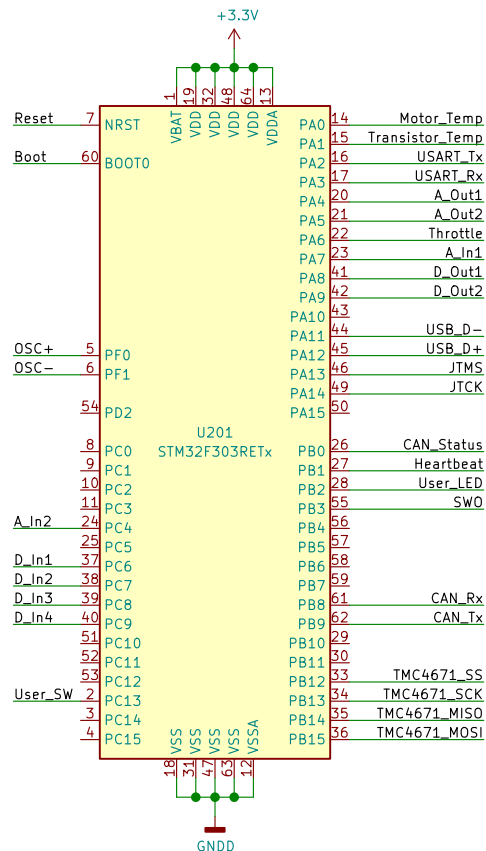 +3.3V
1 19 32 48 64 13
VBAT VDD VDD VDD VDD VDDA
Reset 7 NRST PA0 14 Motor_Temp
PA1 15 Transistor_Temp
Boot 60 BOOT0 PA2 16 USART_Tx
PA3 17 USART_Rx
PA4 20 A_Out1
PA5 21 A_Out2
PA6 22 Throttle
PA7 23 A_In1
PA8 41 D_Out1
PA9 42 D_Out2
PA10 43
PA11 44 USB_D-
OSC+ 5 PF0 PA12 45 USB_D+
OSC- 6 PF1 PA13 46 JTMS
PA14 49 JTCK
54 PD2 PA15 50
U201
STM32F303RETx
8 PC0 PB0 26 CAN_Status
9 PC1 PB1 27 Heartbeat
10 PC2 PB2 28 User_LED
11 PC3 PB3 55 SWO
A_In2 24 PC4 PB4 56
25 PC5 PB5 57
D_In1 37 PC6 PB6 58
D_In2 38 PC7 PB7 59
D_In3 39 PC8 PB8 61 CAN_Rx
D_In4 40 PC9 PB9 62 CAN_Tx
51 PC10 PB10 29
52 PC11 PB11 30
53 PC12 PB12 33 TMC4671_SS
User_SW 2 PC13 PB13 34 TMC4671_SCK
3 PC14 PB14 35 TMC4671_MISO
4 PC15 PB15 36 TMC4671_MOSI
VSS VSS VSS VSS VSSA
18 31 47 63 12
GNDD